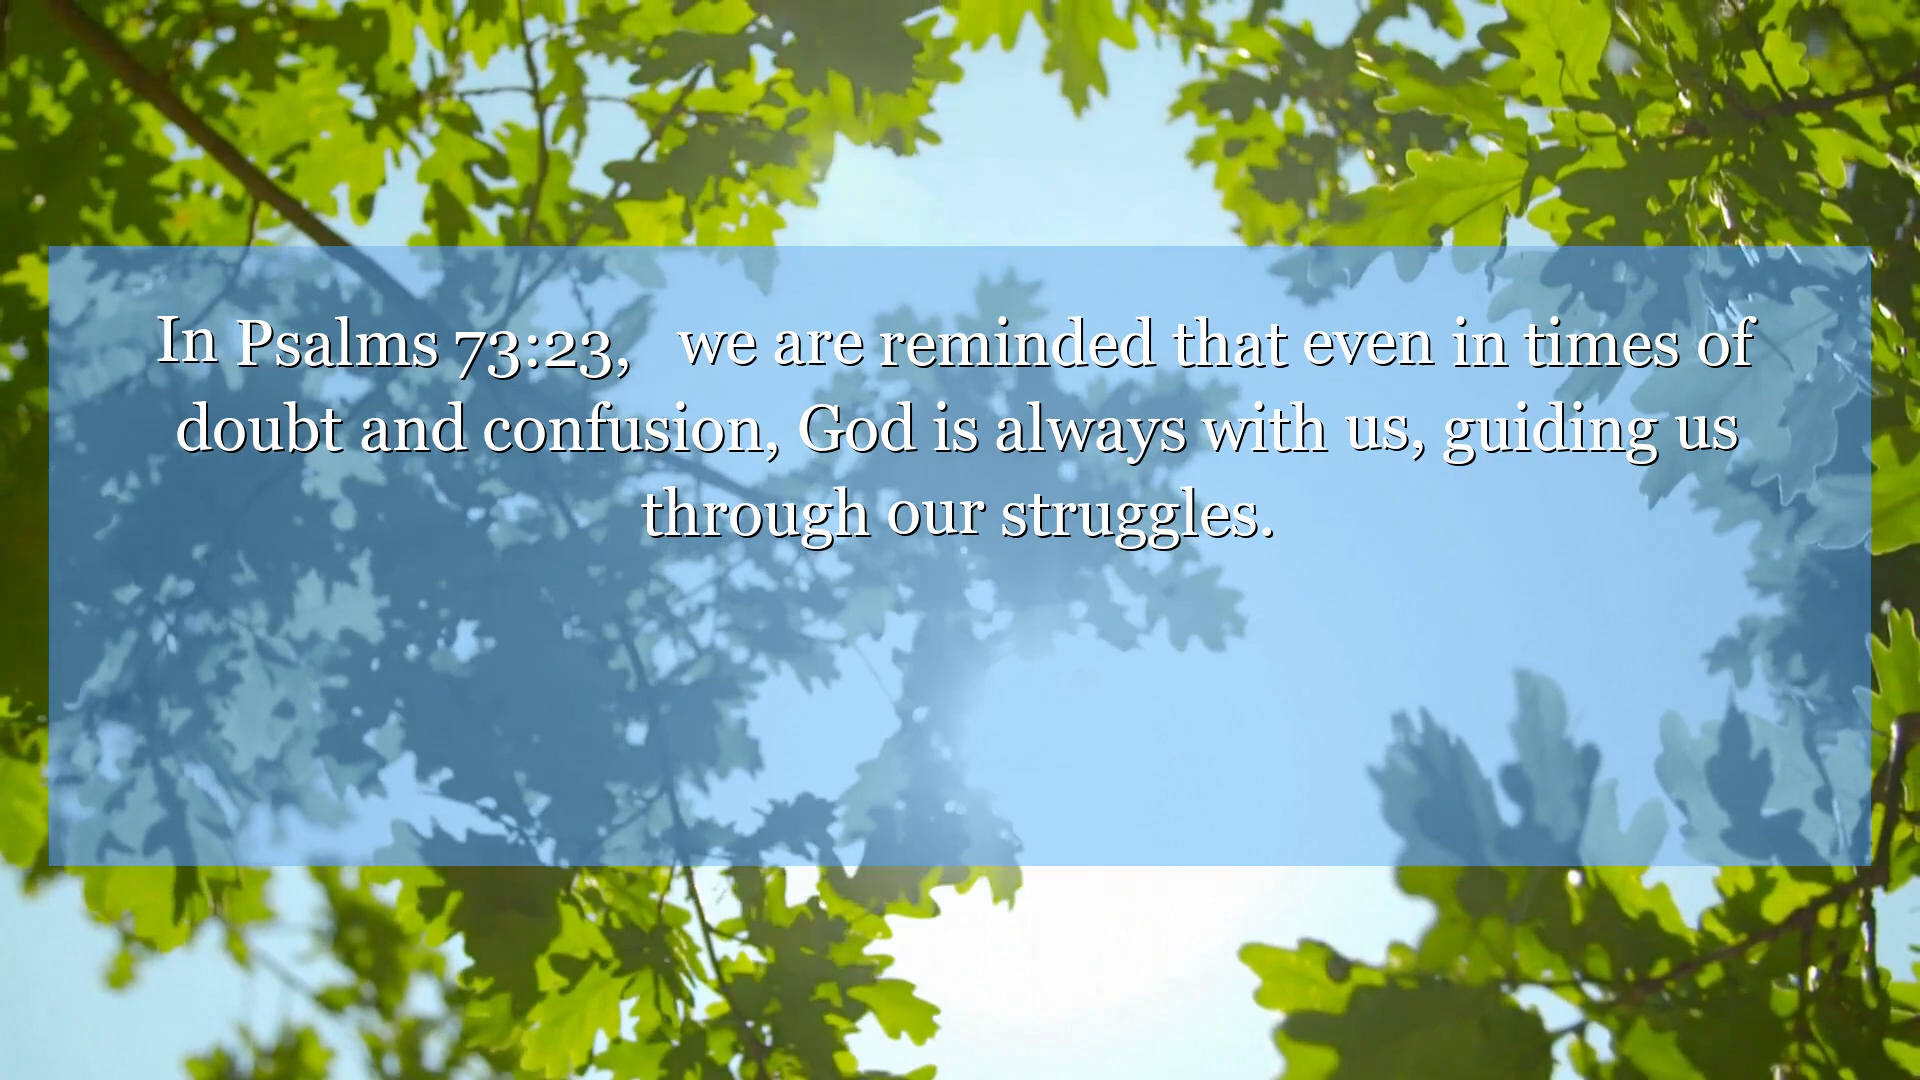 In Psalms 73:23, we are reminded that even in times of
doubt and confusion, God is always with us, guiding us
through our struggles.